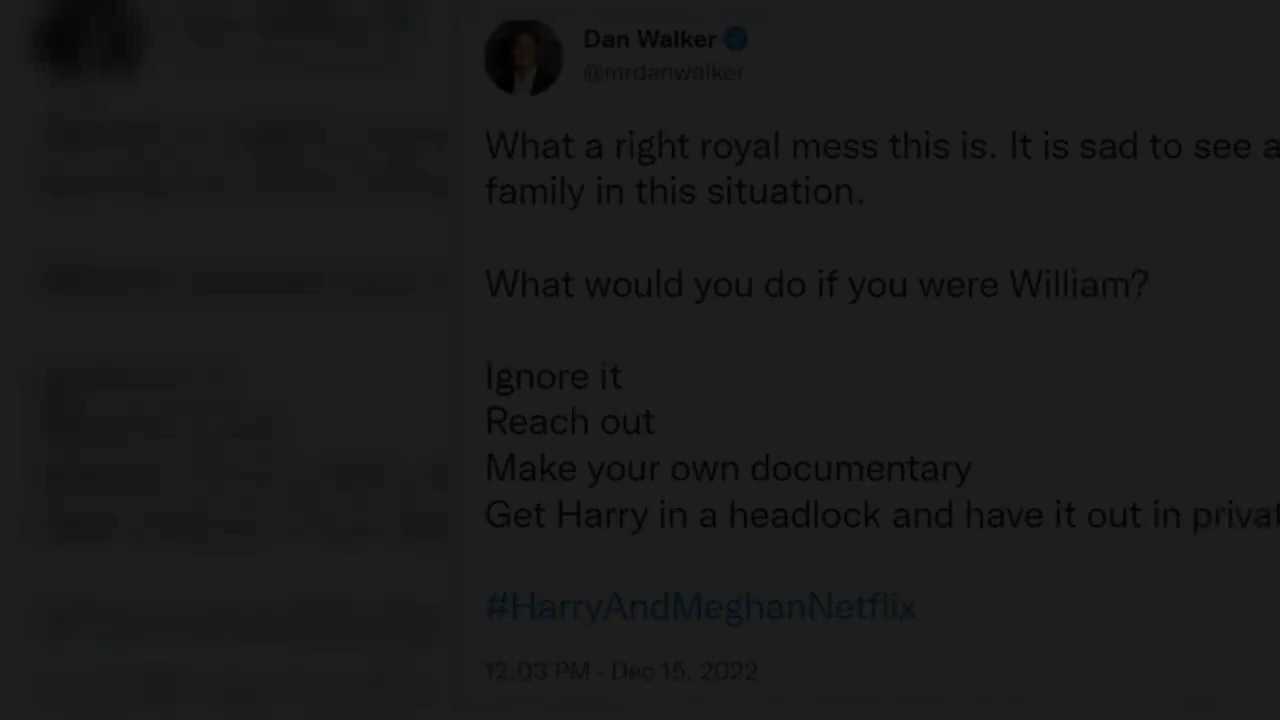 Dan Walker
@mrdanwalker
What a right royal mess this is. It is sad to see a
family in this situation.
What would you do if you were William?
Ignore it
Reach out
Make your own documentary
Get Harry in a headlock and have it out in privat
#HarryAndMeghanNetflix
12:03 PM · Dec 15, 2022